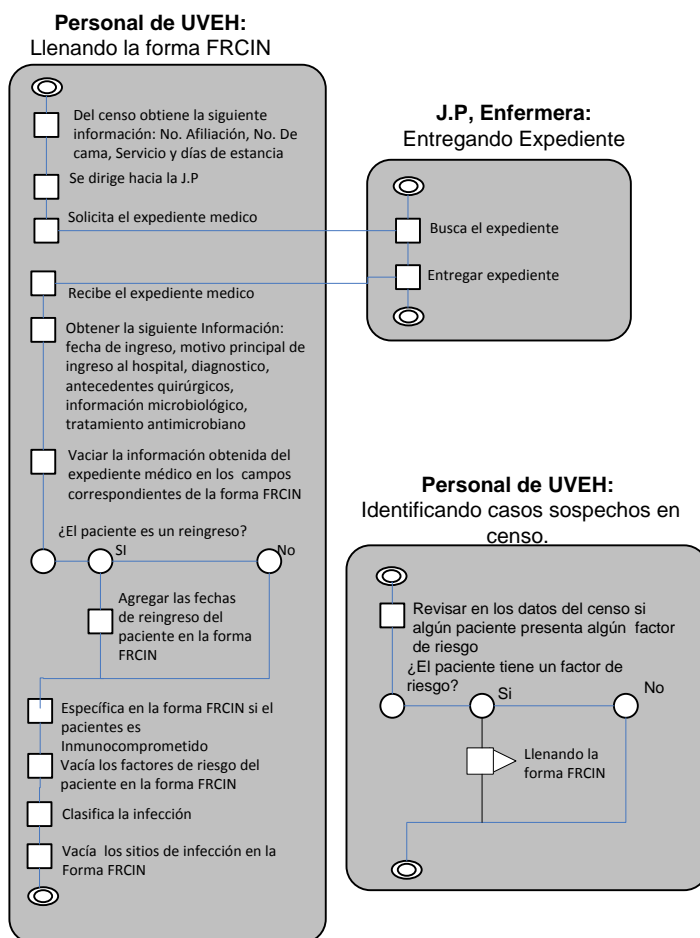 Personal de UVEH:
Llenando la forma FRCIN
Del censo obtiene la siguiente
información: No. Afiliación, No. De
cama, Servicio y días de estancia
Se dirige hacia la J.P
Solicita el expediente medico
Recibe el expediente medico
Obtener la siguiente Información:
fecha de ingreso, motivo principal de
ingreso al hospital, diagnostico,
antecedentes quirúrgicos,
información microbiológico,
tratamiento antimicrobiano
Vaciar la información obtenida del
expediente médico en los campos
correspondientes de la forma FRCIN
¿El paciente es un reingreso?
SI
No
Agregar las fechas
de reingreso del
paciente en la forma
FRCIN
Específica en la forma FRCIN si el
pacientes es
Inmunocomprometido
Vacía los factores de riesgo del
paciente en la forma FRCIN
Clasifica la infección
Vacía los sitios de infección en la
Forma FRCIN
J.P, Enfermera:
Entregando Expediente
Busca el expediente
Entregar expediente
Personal de UVEH:
Identificando casos sospechos en
censo.
Revisar en los datos del censo si
algún paciente presenta algún factor
de riesgo
¿El paciente tiene un factor de
riesgo?
Si
No
Llenando la
forma FRCIN